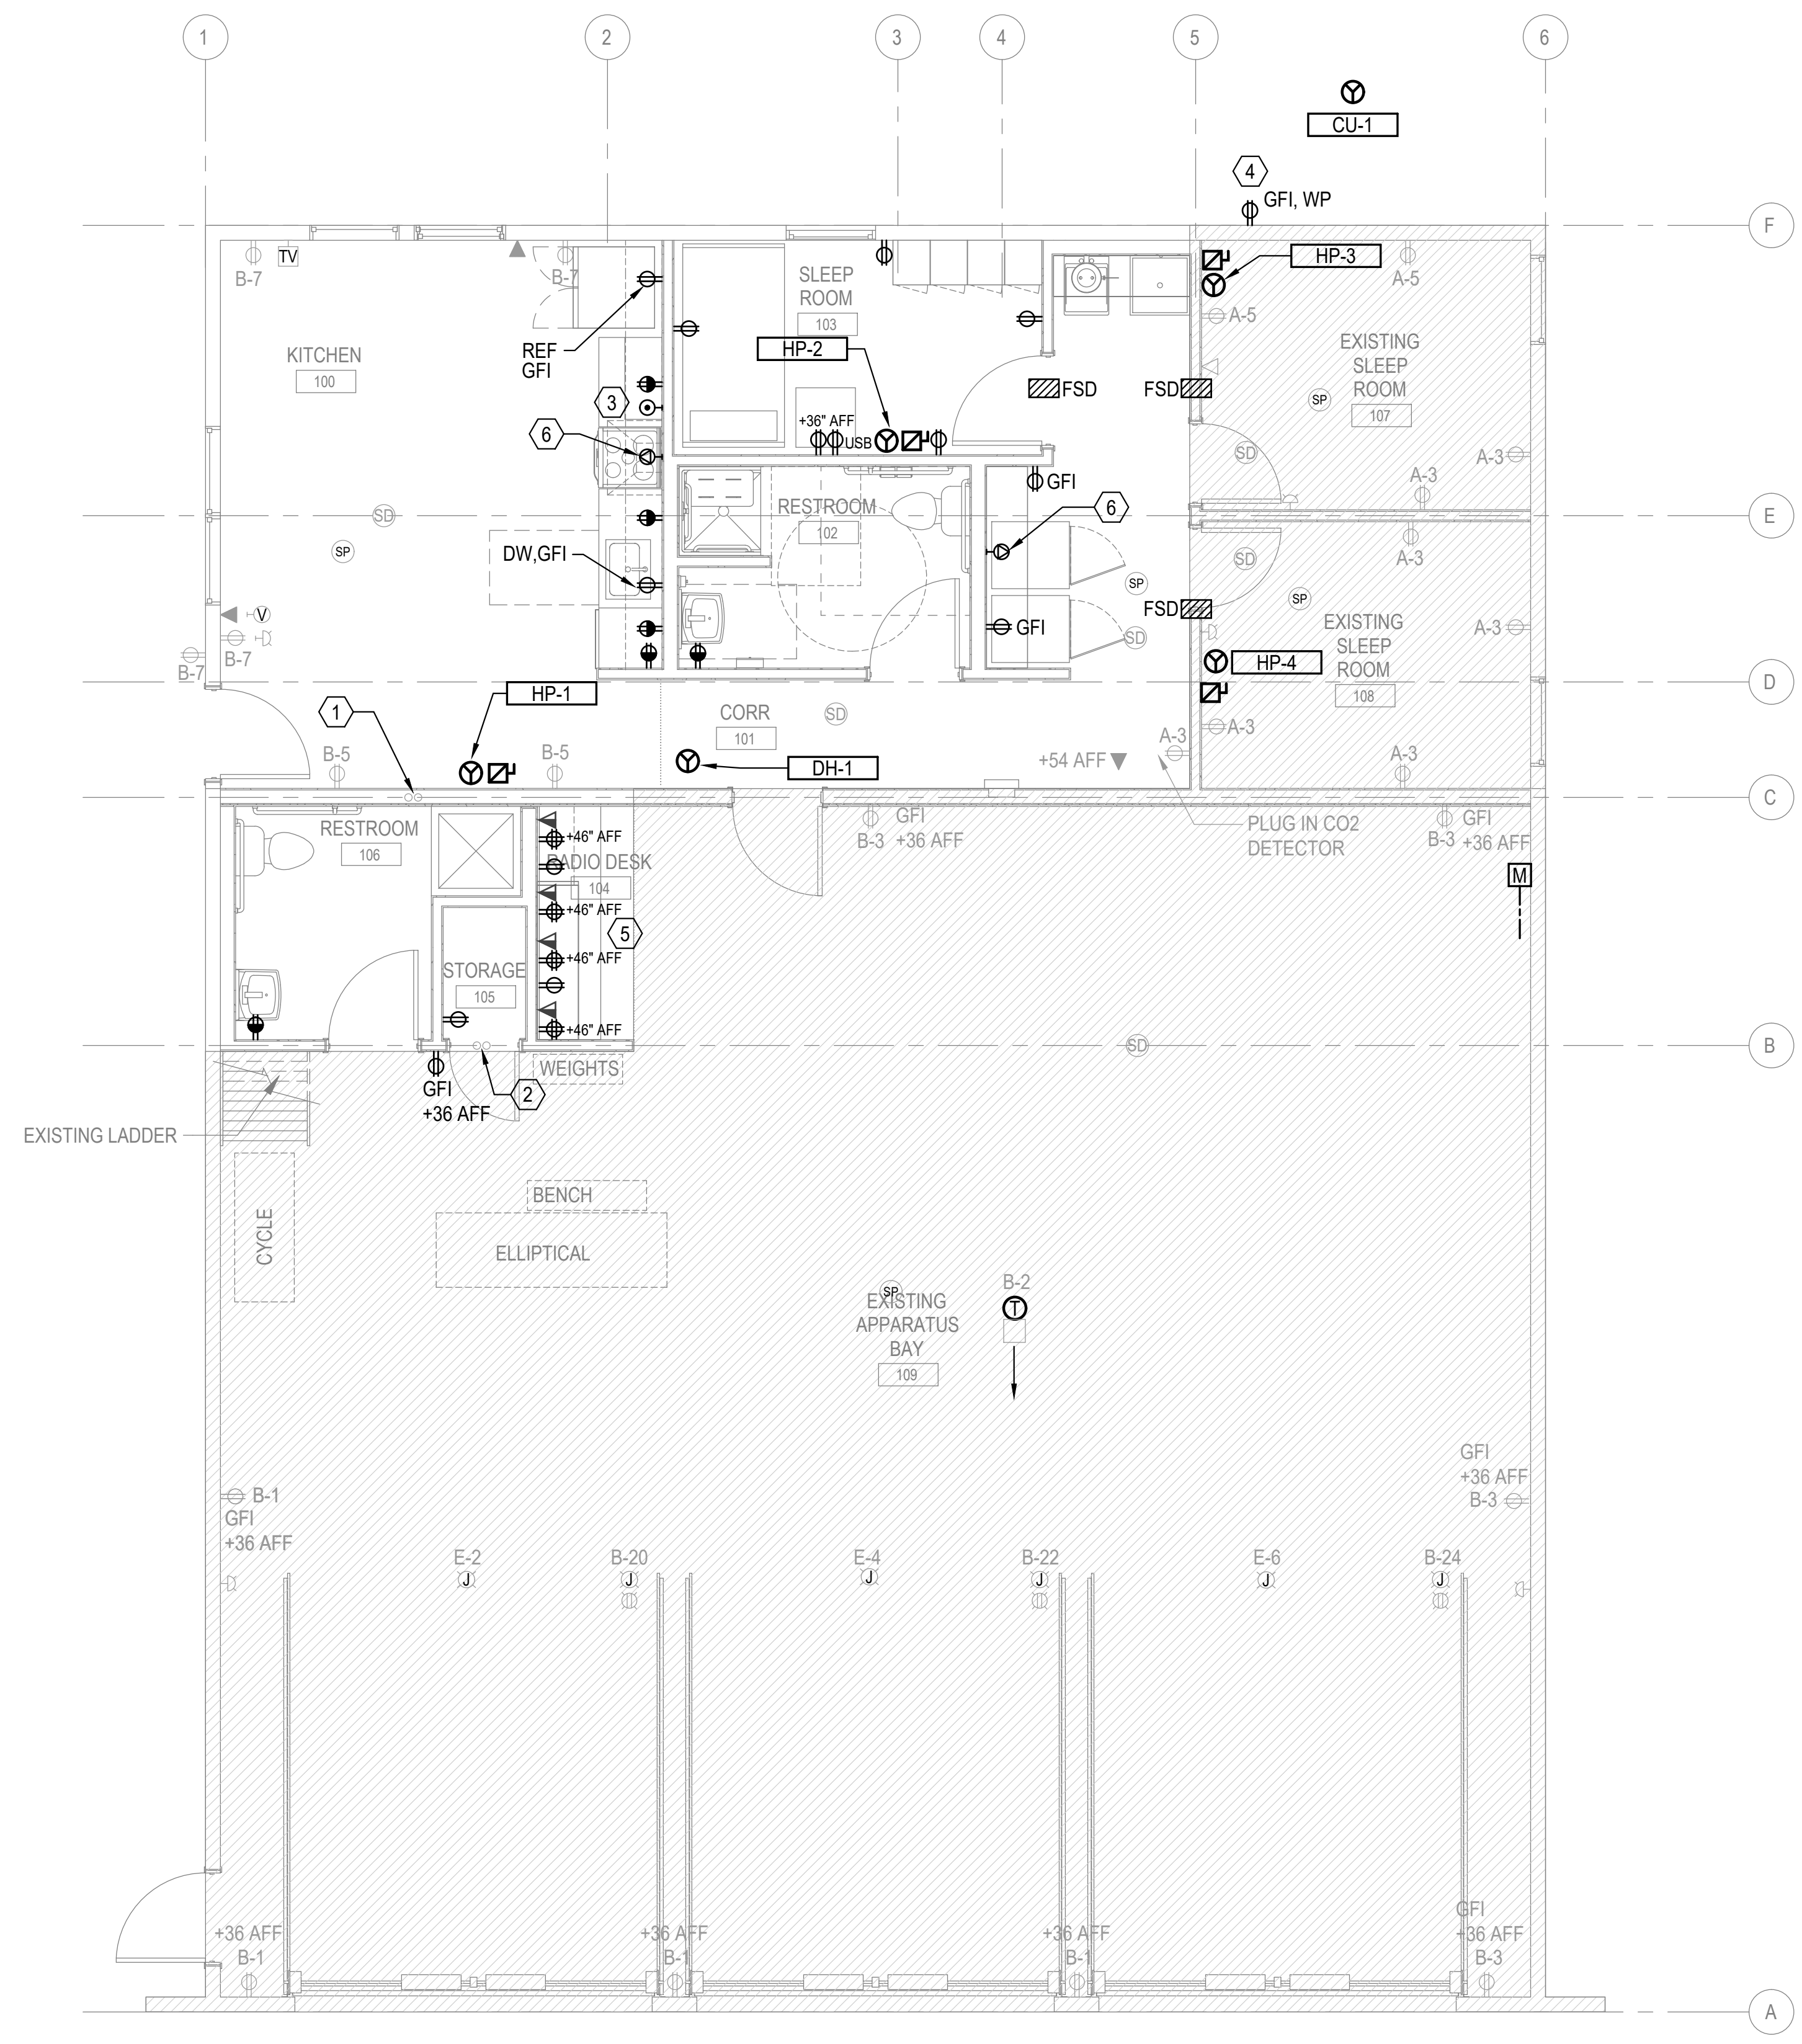 1
2
3
4
5
6
CU-1
4
GFI, WP
F
TV
B-7
B-7
SLEEP
ROOM
103
HP-3
A-5
A-5
REF
GFI
HP-2
KITCHEN
100
EXISTING
SLEEP
ROOM
107
FSD
FSD
SP
3
6
+36" AFF
USB
SD
A-3
A-3
GFI
6
RESTROOM
102
SD
SP
E
DW,GFI
A-3
SD
SP
SP
FSD
V
GFI
SD
EXISTING
SLEEP
ROOM
108
A-3
B-7
B-7
HP-4
HP-1
D
1
CORR
101
SD
A-3
A-3
B-5
B-5
DH-1
+54 AFF
A-3
C
RESTROOM
106
+46" AFF
RADIO DESK
104
+46" AFF
5
+46" AFF
+46" AFF
GFI
B-3
+36 AFF
PLUG IN CO2
DETECTOR
GFI
B-3
+36 AFF
M
STORAGE
105
SD
B
GFI
+36 AFF
2
WEIGHTS
EXISTING LADDER
CYCLE
BENCH
ELLIPTICAL
SP
EXISTING
APPARATUS
BAY
109
B-2
T
B-1
GFI
+36 AFF
GFI
+36 AFF
B-3
E-2
J
B-20
J
E-4
J
B-22
J
E-6
J
B-24
J
+36 AFF
B-1
+36 AFF
B-1
+36 AFF
B-1
GFI
+36 AFF
B-3
A